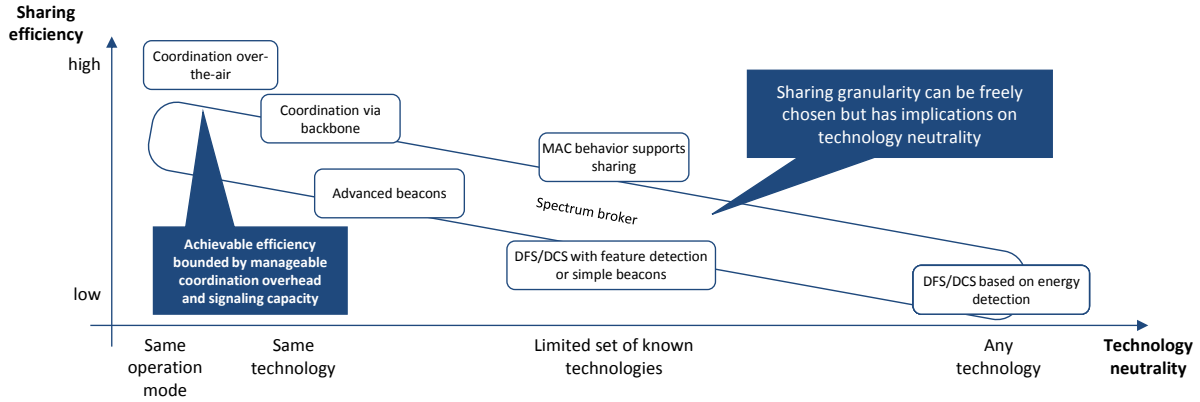 Sharing
efficiency
high
Coordination over-
the-air
Coordination via
backbone
Sharing granularity can be freely
chosen but has implications on
technology neutrality
MAC behavior supports
sharing
Advanced beacons
Spectrum broker
Achievable efficiency
bounded by manageable
coordination overhead
and signaling capacity
DFS/DCS with feature detection
or simple beacons
DFS/DCS based on energy
detection
low
Same
operation
mode
Same
technology
Limited set of known
technologies
Any
technology
Technology
neutrality